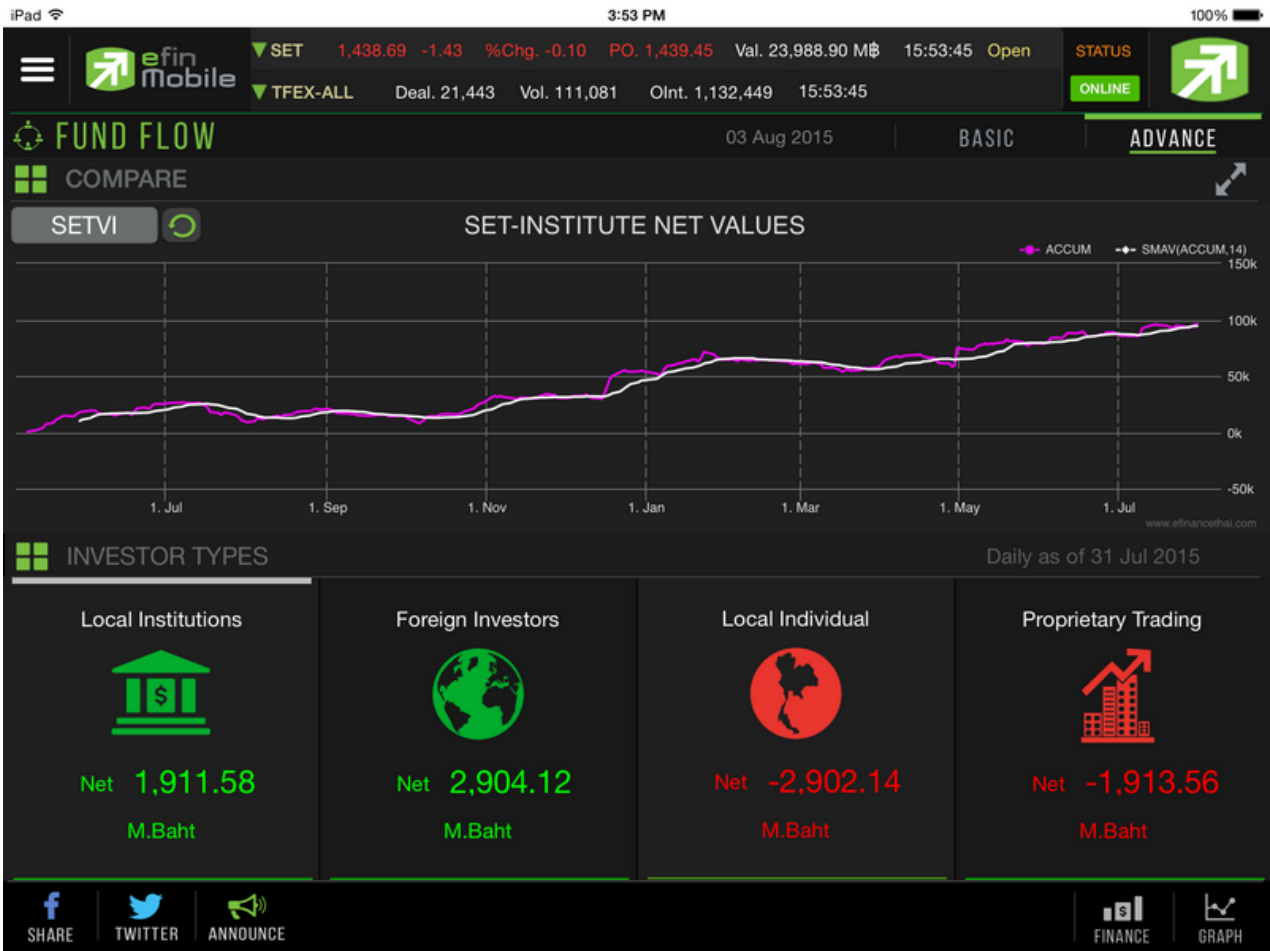 iPad 3:53 PM 100%
efin Mobile
SET 1,438.69 -1.43 %Chg. -0.10 PO. 1,439.45 Val. 23,988.90 M฿ 15:53:45 Open
TFEX-ALL Deal. 21,443 Vol. 111,081 OInt. 1,132,449 15:53:45
STATUS
ONLINE
FUND FLOW 03 Aug 2015 BASIC ADVANCE
COMPARE
SETVI SET-INSTITUTE NET VALUES
ACCUM SMAV(ACCUM,14)
150k
100k
50k
0k
-50k
1. Jul 1. Sep 1. Nov 1. Jan 1. Mar 1. May 1. Jul
www.efinancethai.com
INVESTOR TYPES Daily as of 31 Jul 2015
Local Institutions Foreign Investors Local Individual Proprietary Trading
$
Net 1,911.58 Net 2,904.12 Net -2,902.14 Net -1,913.56
M.Baht M.Baht M.Baht M.Baht
$
SHARE TWITTER ANNOUNCE FINANCE GRAPH